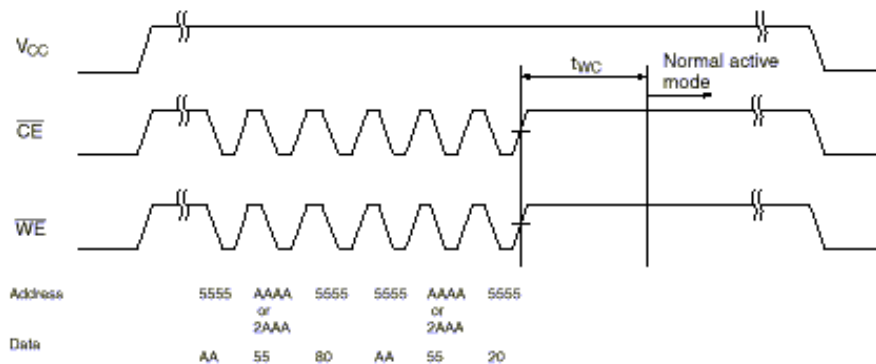 VCC
tWC
Normal active
mode
CE
WE
Address 5555 AAAA 5555 5555 AAAA 5555
or or
2AAA 2AAA
Data AA 55 80 AA 55 20